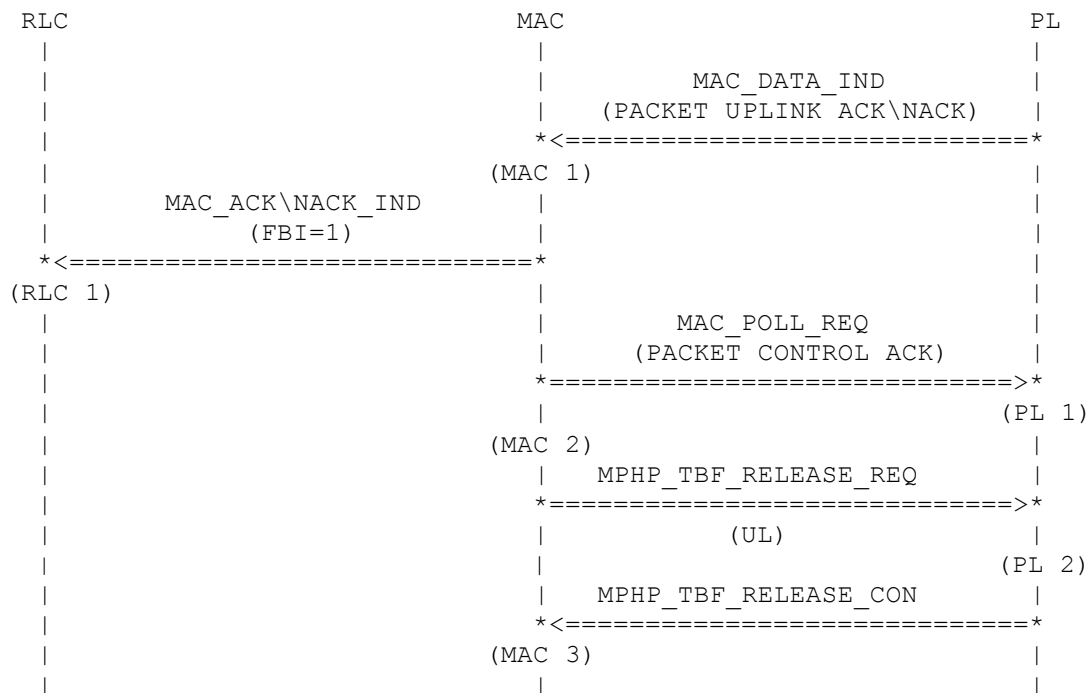 RLC MAC PL
MAC_DATA_IND
(PACKET UPLINK ACK\NACK)
*<=============================*
(MAC 1)
MAC_ACK\NACK_IND
(FBI=1)
*<=============================*
(RLC 1)
MAC_POLL_REQ
(PACKET CONTROL ACK)
*=============================>*
(PL 1)
(MAC 2)
MPHP_TBF_RELEASE_REQ
*=============================>*
(UL)
(PL 2)
MPHP_TBF_RELEASE_CON
*<=============================*
(MAC 3)